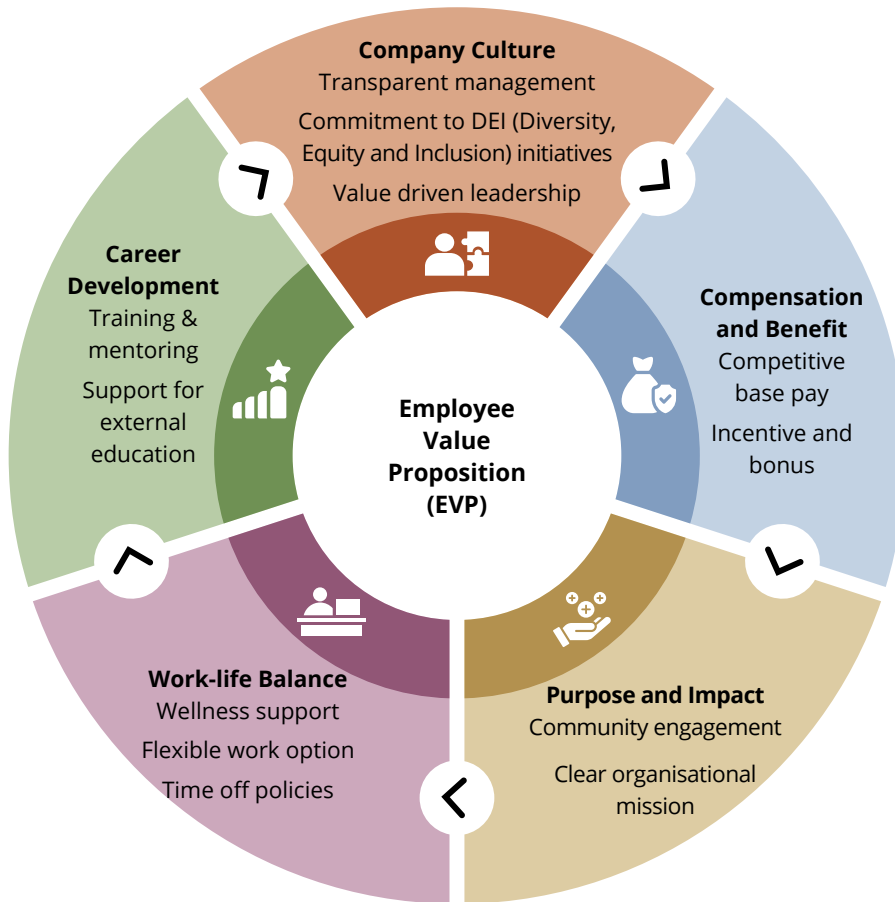 Company Culture
Transparent management
Commitment to DEI (Diversity,
Equity and Inclusion) initiatives
Value driven leadership
Compensation
and Benefit
Competitive
base pay
Incentive and
bonus
Purpose and Impact
Community engagement
Clear organisational
mission
Work-life Balance
Wellness support
Flexible work option
Time off policies
Career
Development
Training &
mentoring
Support for
external
education
Employee
Value
Proposition
(EVP)